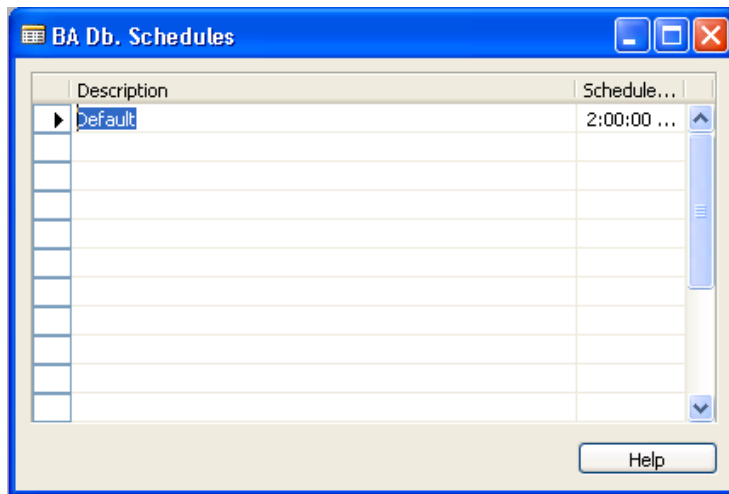 BA Db. Schedules
Description Schedule...
Default 2:00:00 ...
Help